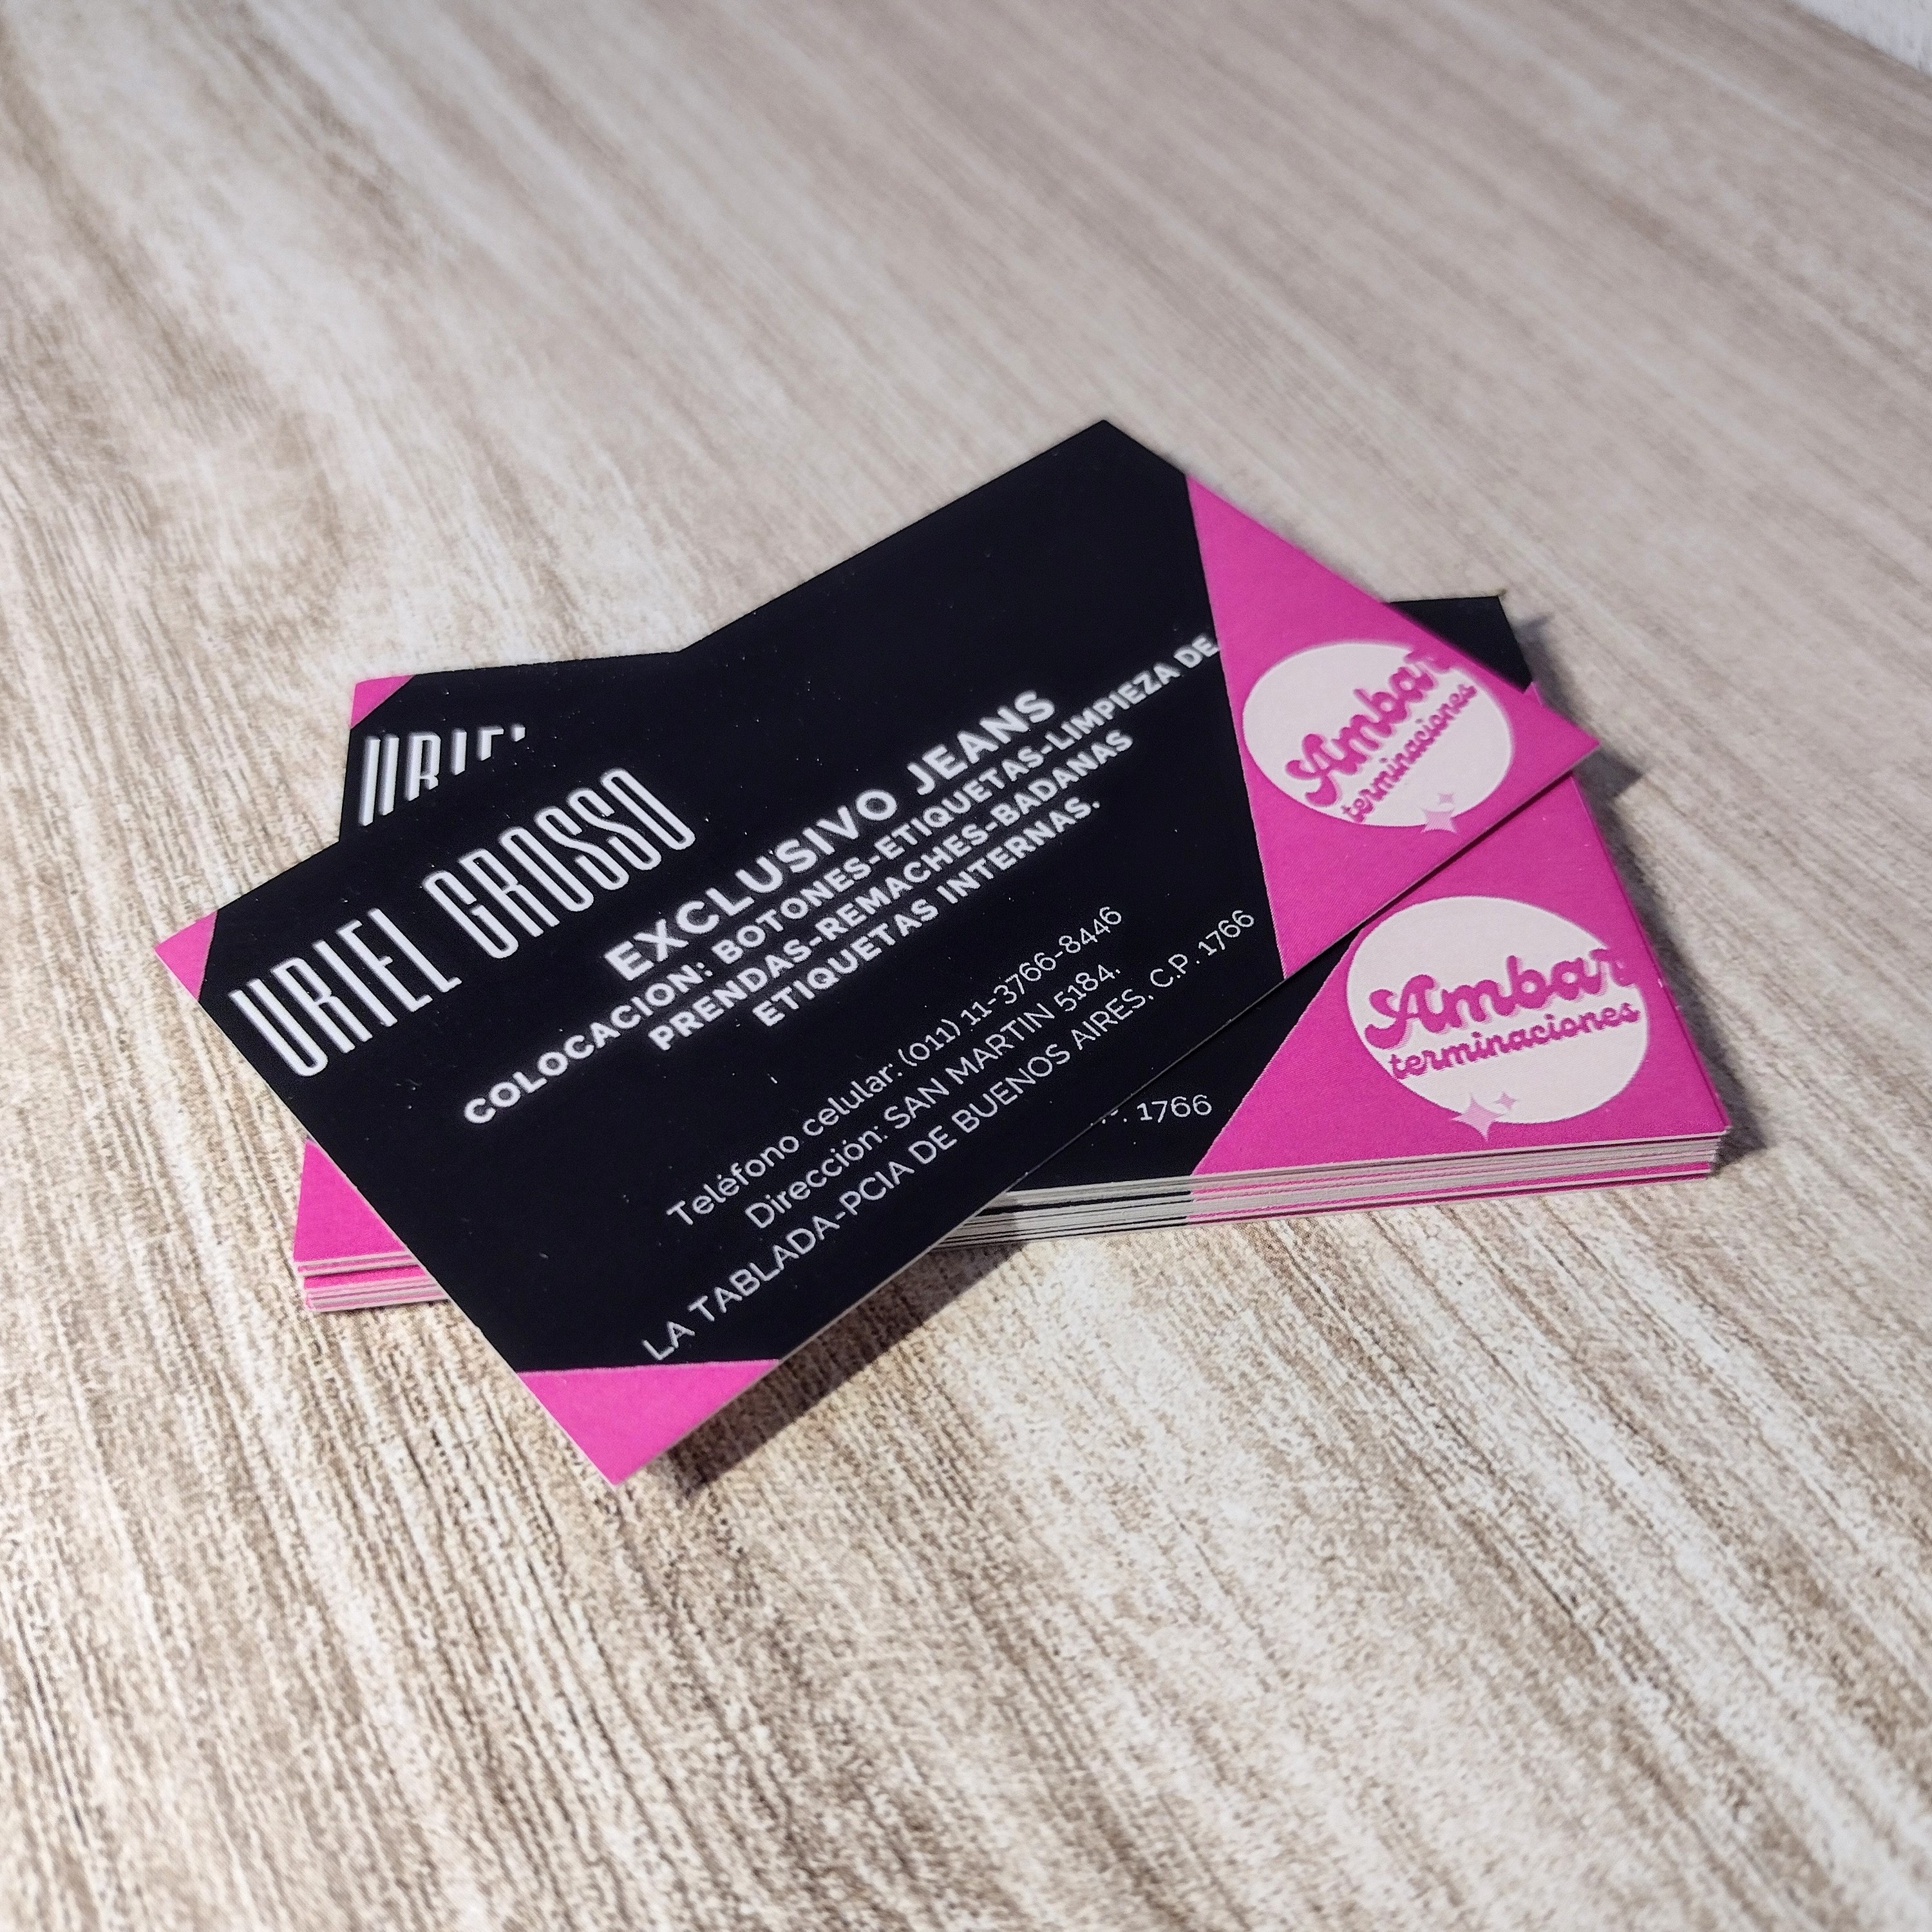 URIEL GROSSO
EXCLUSIVO JEANS
COLOCACION: BOTONES-ETIQUETAS-LIMPIEZA DE
PRENDAS-REMACHES-BADANAS
ETIQUETAS INTERNAS.
Teléfono celular: (011) 11-3766-8446
Dirección: SAN MARTIN 5184,
LA TABLADA-PCIA DE BUENOS AIRES, C.P. 1766
Ambar
terminaciones
URIEL
P. 1766
Ambar
terminaciones